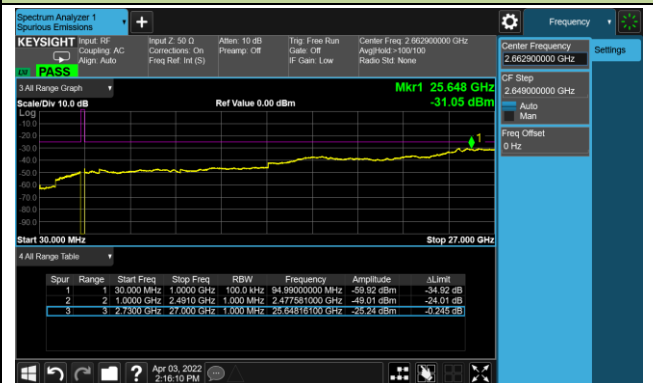 Spectrum Analyzer 1
Spurious Emissions
Frequency
KEYSIGHT Input: RF Input Z: 50 Ω Atten: 10 dB Trig: Free Run Center Freq: 2.662900000 GHz
Coupling: AC Corrections: On Preamp: Off Gate: Off Avg|Hold:>100/100
Align: Auto Freq Ref: Int (S) IF Gain: Low Radio Std: None
PASS
3 All Range Graph
Mkr1 25.648 GHz
Scale/Div 10.0 dB Ref Value 0.00 dBm -31.05 dBm
Log
-10.0
-20.0
-30.0
-40.0
-50.0
-60.0
-70.0
-80.0
-90.0
1
Start 30.000 MHz Stop 27.000 GHz
4 All Range Table
Spur Range Start Freq Stop Freq RBW Frequency Amplitude ΔLimit
1 1 30.000 MHz 1.0000 GHz 100.0 kHz 94.99000000 MHz -59.92 dBm -34.92 dB
2 2 1.0000 GHz 2.4910 GHz 1.000 MHz 2.477581000 GHz -49.01 dBm -24.01 dB
3 3 2.7300 GHz 27.000 GHz 1.000 MHz 25.64816100 GHz -25.24 dBm -0.245 dB
Apr 03, 2022
2:16:10 PM
Center Frequency
2.662900000 GHz
Settings
CF Step
2.649000000 GHz
Auto
Man
Freq Offset
0 Hz